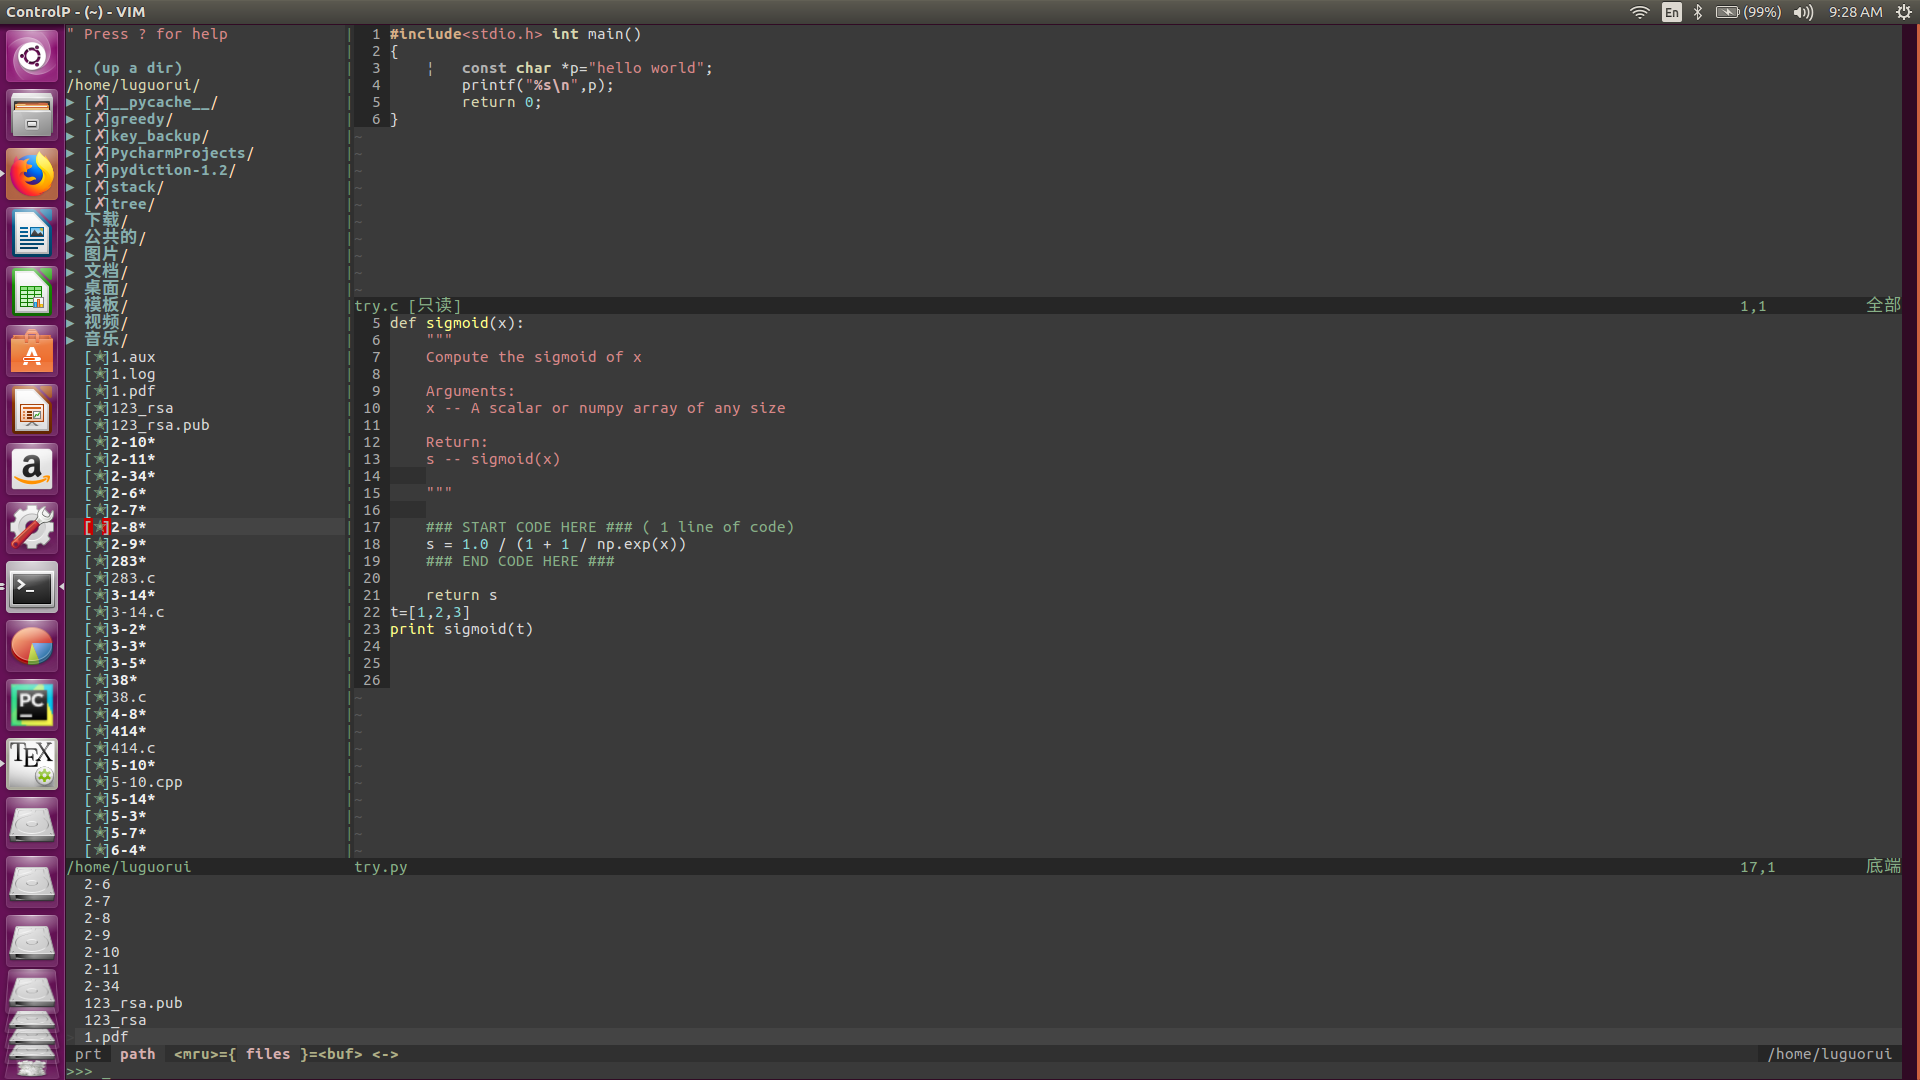 ControlP - (~) - VIM
En (99%) 9:28 AM
" Press ? for help
.. (up a dir)
/home/luguorui/
▶ [✗]__pycache__/
▶ [✗]greedy/
▶ [✗]key_backup/
▶ [✗]PycharmProjects/
▶ [✗]pydiction-1.2/
▶ [✗]stack/
▶ [✗]tree/
▶ 下载/
▶ 公共的/
▶ 图片/
▶ 文档/
▶ 桌面/
▶ 模板/
▶ 视频/
▶ 音乐/
[★]1.aux
[★]1.log
[★]1.pdf
[★]123_rsa
[★]123_rsa.pub
[★]2-10*
[★]2-11*
[★]2-34*
[★]2-6*
[★]2-7*
[★]2-8*
[★]2-9*
[★]283*
[★]283.c
[★]3-14*
[★]3-14.c
[★]3-2*
[★]3-3*
[★]3-5*
[★]38*
[★]38.c
[★]4-8*
[★]414*
[★]414.c
[★]5-10*
[★]5-10.cpp
[★]5-14*
[★]5-3*
[★]5-7*
[★]6-4*
/home/luguorui
1 #include<stdio.h> int main()
2 {
3 ¦ const char *p="hello world";
4 printf("%s\n",p);
5 return 0;
6 }
~
~
~
~
~
~
~
~
~
~
try.c [只读] 1,1 全部
5 def sigmoid(x):
6 """
7 Compute the sigmoid of x
8
9 Arguments:
10 x -- A scalar or numpy array of any size
11
12 Return:
13 s -- sigmoid(x)
14
15 """
16
17 ### START CODE HERE ### ( 1 line of code)
18 s = 1.0 / (1 + 1 / np.exp(x))
19 ### END CODE HERE ###
20
21 return s
22 t=[1,2,3]
23 print sigmoid(t)
24
25
26
~
~
~
~
~
~
~
~
~
~
try.py 17,1 底端
2-6
2-7
2-8
2-9
2-10
2-11
2-34
123_rsa.pub
123_rsa
1.pdf
prt path <mru>={ files }=<buf> <-> /home/luguorui
>>> _
a
PC
TEX